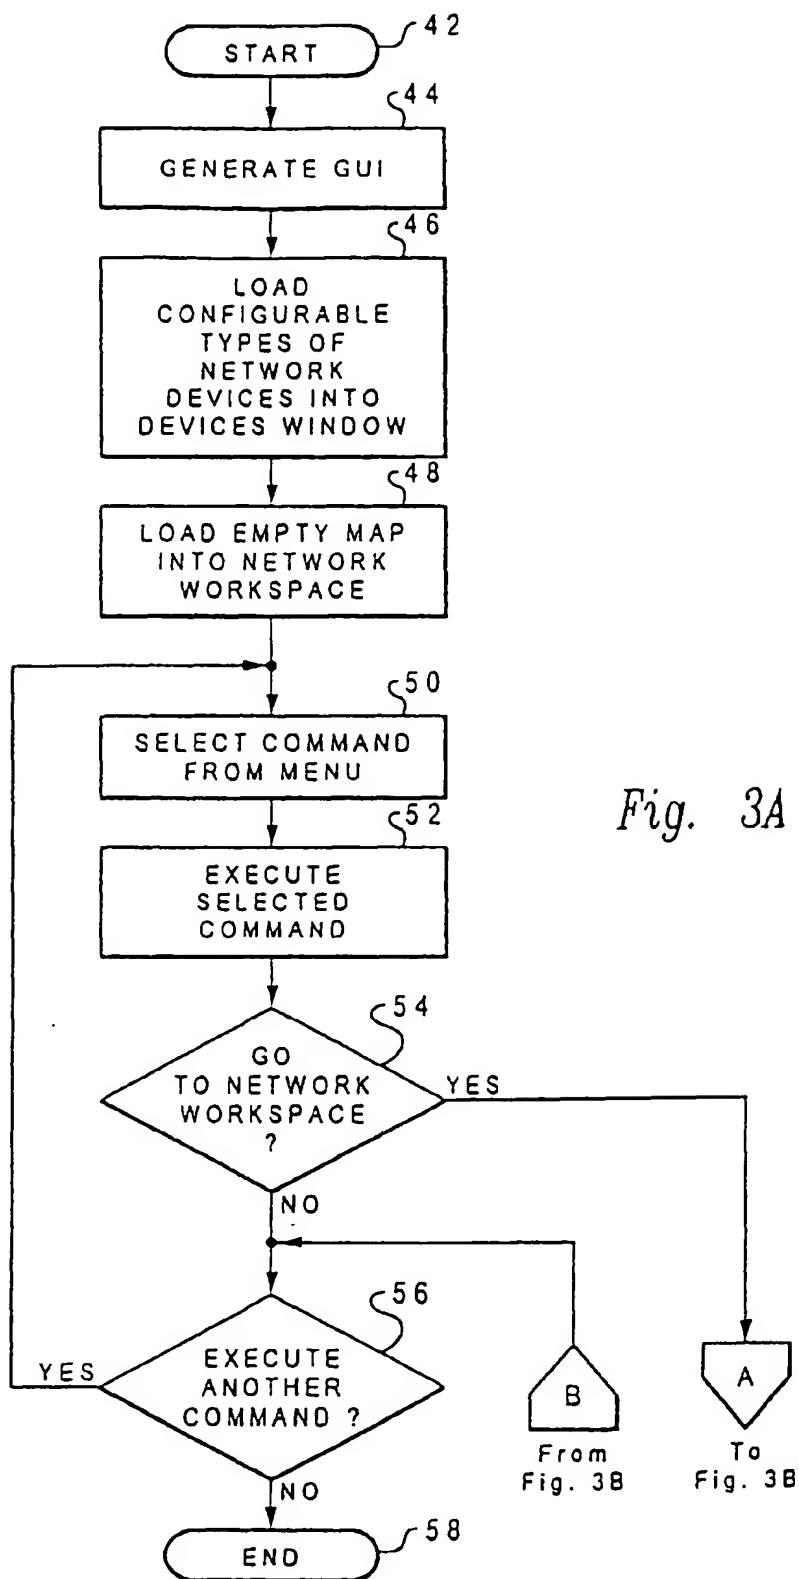 42
START
44
GENERATE GUI
46
LOAD
CONFIGURABLE
TYPES OF
NETWORK
DEVICES INTO
DEVICES WINDOW
48
LOAD EMPTY MAP
INTO NETWORK
WORKSPACE
50
SELECT COMMAND
FROM MENU
Fig. 3A
52
EXECUTE
SELECTED
COMMAND
54
GO
TO NETWORK
WORKSPACE
?
YES
NO
56
EXECUTE
ANOTHER
COMMAND ?
YES
B
From
Fig. 3B
A
To
Fig. 3B
NO
58
END